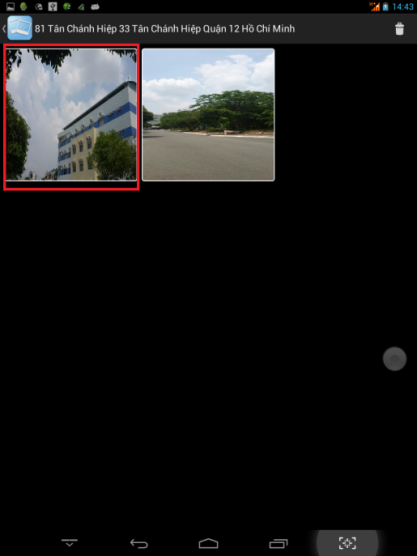 14:43
81 Tân Chánh Hiệp 33 Tân Chánh Hiệp Quận 12 Hồ Chí Minh